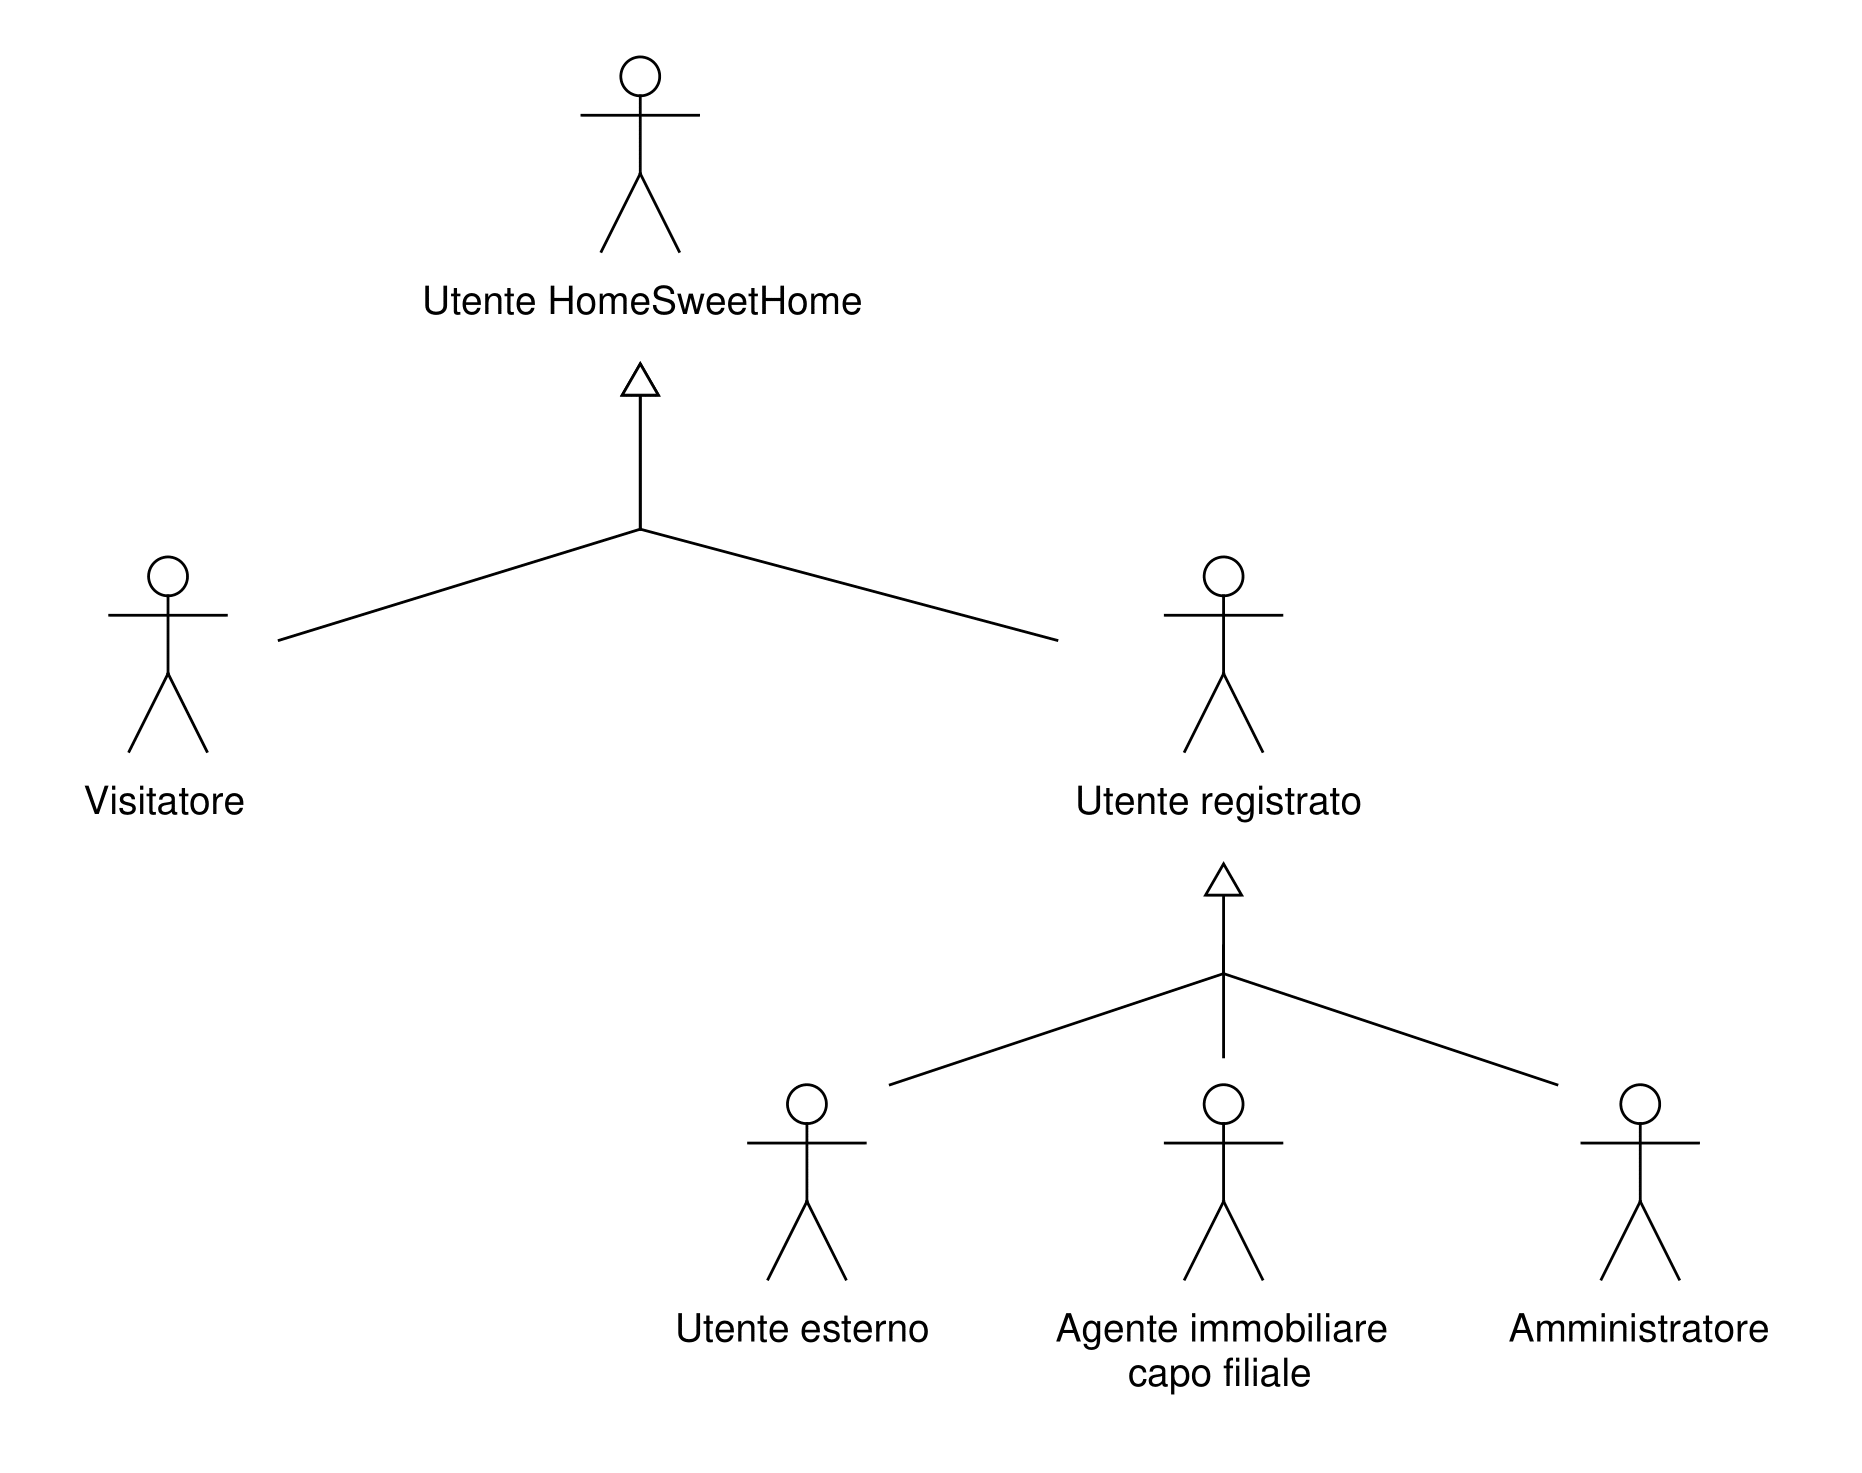 Utente HomeSweetHome
Visitatore
Utente registrato
Utente esterno
Agente immobiliare
capo filiale
Amministratore